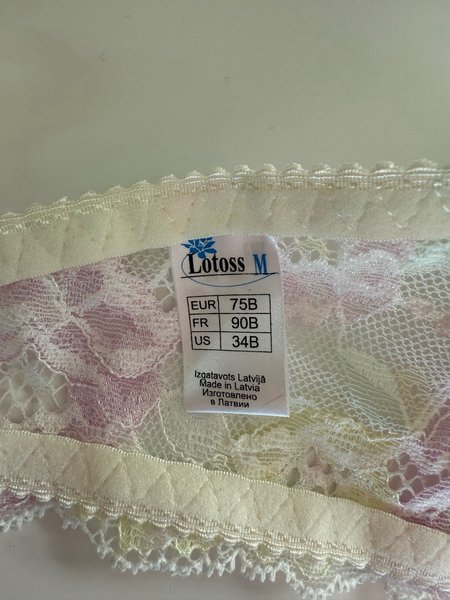 Lotoss M
EUR 75B
FR 90B
US 34B
Izgatavots Latvijā
Made in Latvia
Изготовлено
в Латвии